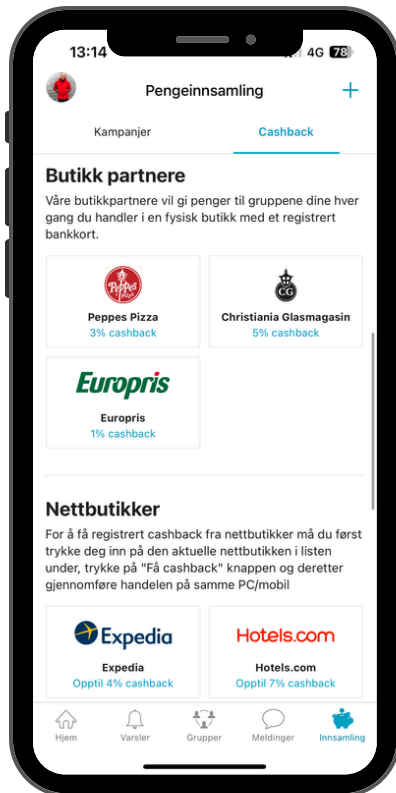 13:14
4G 78
Pengeinnsamling
+
Kampanjer
Cashback
Butikk partnere
Våre butikkpartnere vil gi penger til gruppene dine hver
gang du handler i en fysisk butikk med et registrert
bankkort.
Peppes
Pizza
CG
Peppes Pizza
Christiania Glasmagasin
3% cashback
5% cashback
Europris
Europris
1% cashback
Nettbutikker
For å få registrert cashback fra nettbutikker må du først
trykke deg inn på den aktuelle nettbutikken i listen
under, trykke på "Få cashback" knappen og deretter
gjennomføre handelen på samme PC/mobil
Expedia
Hotels.com
Expedia
Hotels.com
Opptil 4% cashback
Opptil 7% cashback
Hjem
Varsler
Grupper
Meldinger
Innsamling